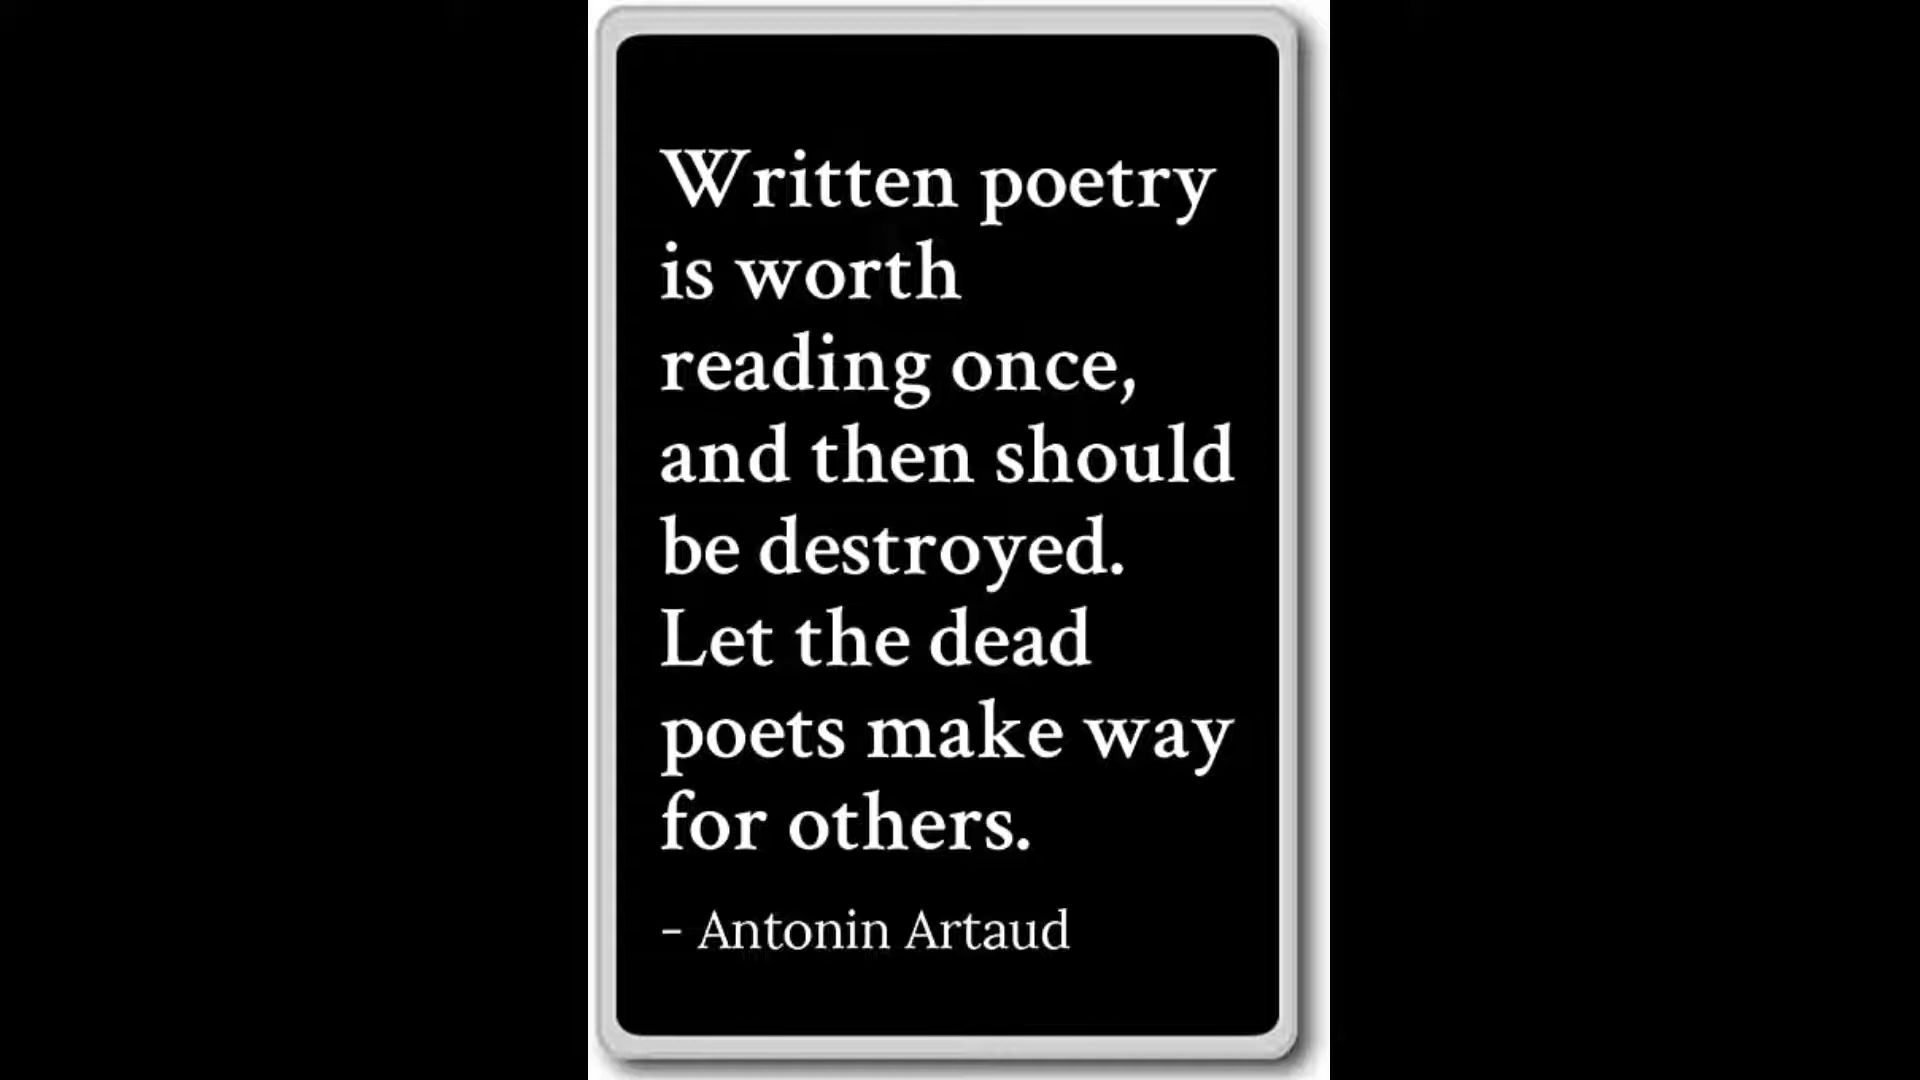 Written poetry
is worth
reading once,
and then should
be destroyed.
Let the dead
poets make way
for others.
- Antonin Artaud